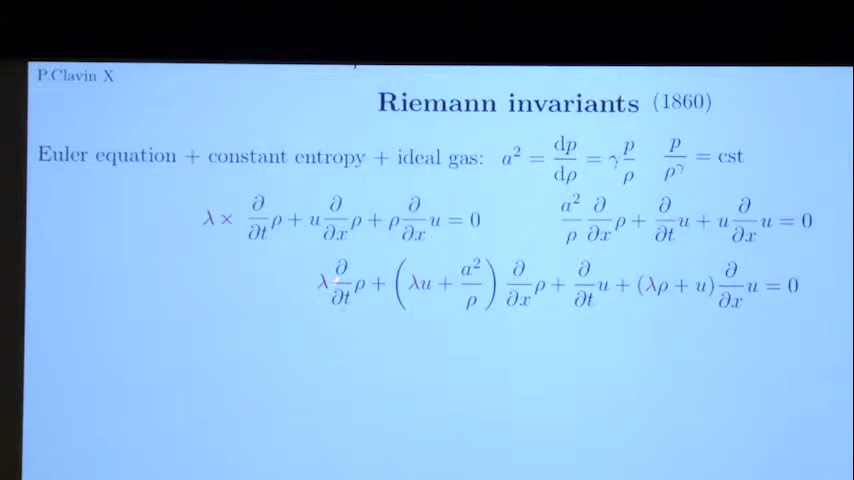 P.Clavin X
Riemann invariants (1860)
Euler equation + constant entropy + ideal gas: a² = dp/dρ = γ p/ρ   p/ρ^γ = cst
λ × ∂/∂t ρ + u ∂/∂x ρ + ρ ∂/∂x u = 0   a²/ρ ∂/∂x ρ + ∂/∂t u + u ∂/∂x u = 0
λ ∂/∂t ρ + (λu + a²/ρ) ∂/∂x ρ + ∂/∂t u + (λρ + u) ∂/∂x u = 0